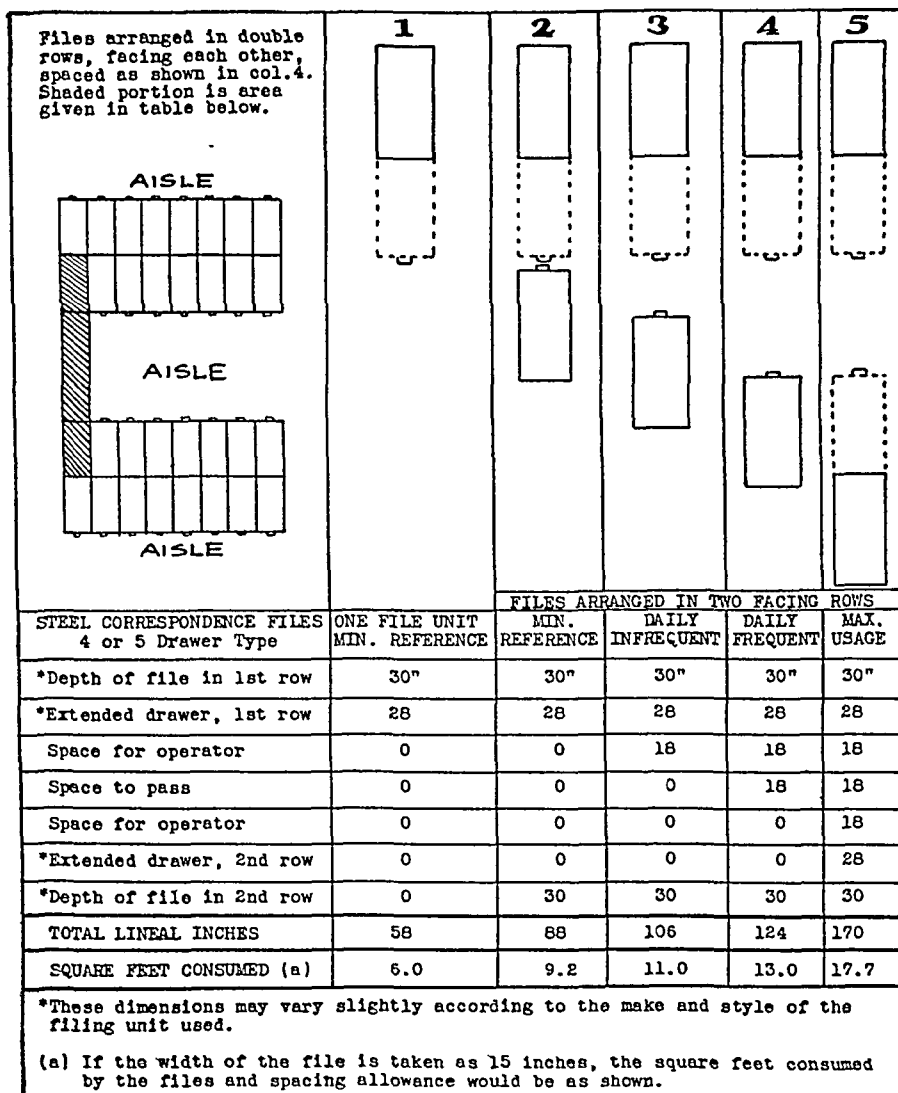 Files arranged in double
rows, facing each other,
spaced as shown in col.4.
Shaded portion is area
given in table below.
AISLE
AISLE
AISLE
1 2 3 4 5
FILES ARRANGED IN TWO FACING ROWS
STEEL CORRESPONDENCE FILES
4 or 5 Drawer Type
ONE FILE UNIT
MIN. REFERENCE
MIN.
REFERENCE
DAILY
INFREQUENT
DAILY
FREQUENT
MAX.
USAGE
*Depth of file in 1st row 30" 30" 30" 30" 30"
*Extended drawer, 1st row 28 28 28 28 28
Space for operator 0 0 18 18 18
Space to pass 0 0 0 18 18
Space for operator 0 0 0 0 18
*Extended drawer, 2nd row 0 0 0 0 28
*Depth of file in 2nd row 0 30 30 30 30
TOTAL LINEAL INCHES 58 88 106 124 170
SQUARE FEET CONSUMED (a) 6.0 9.2 11.0 13.0 17.7
*These dimensions may vary slightly according to the make and style of the
filing unit used.
(a) If the width of the file is taken as 15 inches, the square feet consumed
by the files and spacing allowance would be as shown.